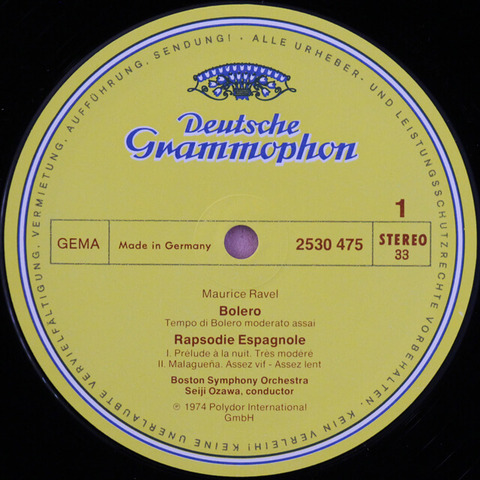 ALLE URHEBER- UND LEISTUNGSSCHUTZRECHTE VORBEHALTEN. KEIN VERLEIH! KEINE UNERLAUBTE VERVIELFÄLTIGUNG, VERMIETUNG, AUFFÜHRUNG, SENDUNG! ·
Deutsche
Grammophon
1
GEMA
Made in Germany
2530 475
STEREO
33
Maurice Ravel
Bolero
Tempo di Bolero moderato assai
Rapsodie Espagnole
I. Prélude à la nuit. Très modéré
II. Malagueña. Assez vif - Assez lent
Boston Symphony Orchestra
Seiji Ozawa, conductor
℗ 1974 Polydor International
GmbH